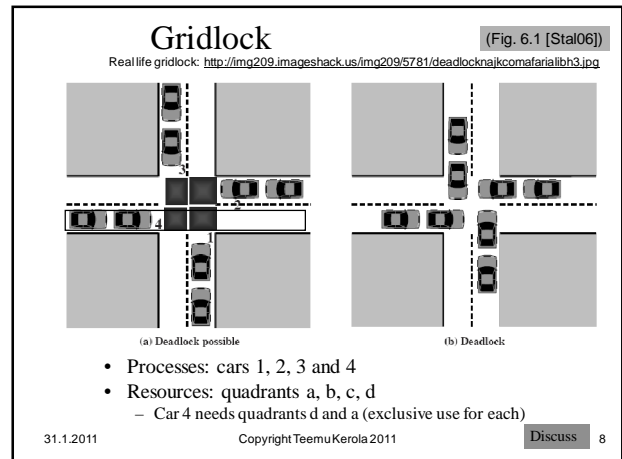 Gridlock
(Fig. 6.1 [Stal06])
Real life gridlock: http://img209.imageshack.us/img209/5781/deadlocknajkcomafarialibh3.jpg
3
2
4
1
(a) Deadlock possible
(b) Deadlock
• Processes: cars 1, 2, 3 and 4
• Resources: quadrants a, b, c, d
– Car 4 needs quadrants d and a (exclusive use for each)
31.1.2011
Copyright Teemu Kerola 2011
Discuss
8